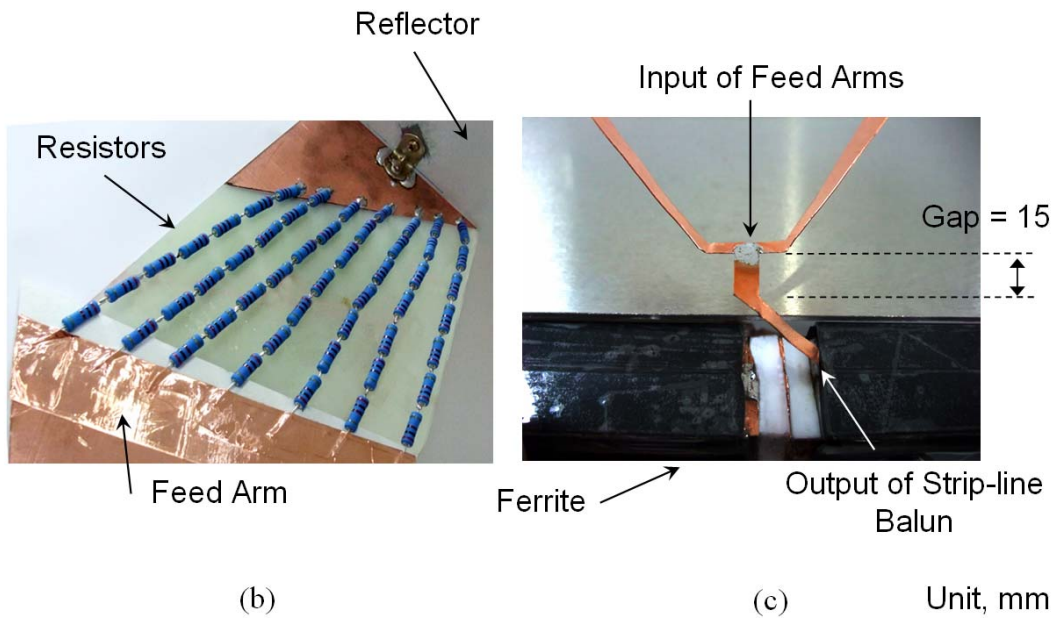 Reflector
Resistors
Feed Arm
(b)
Input of Feed Arms
Gap = 15
Ferrite
Output of Strip-line
Balun
(c)
Unit, mm